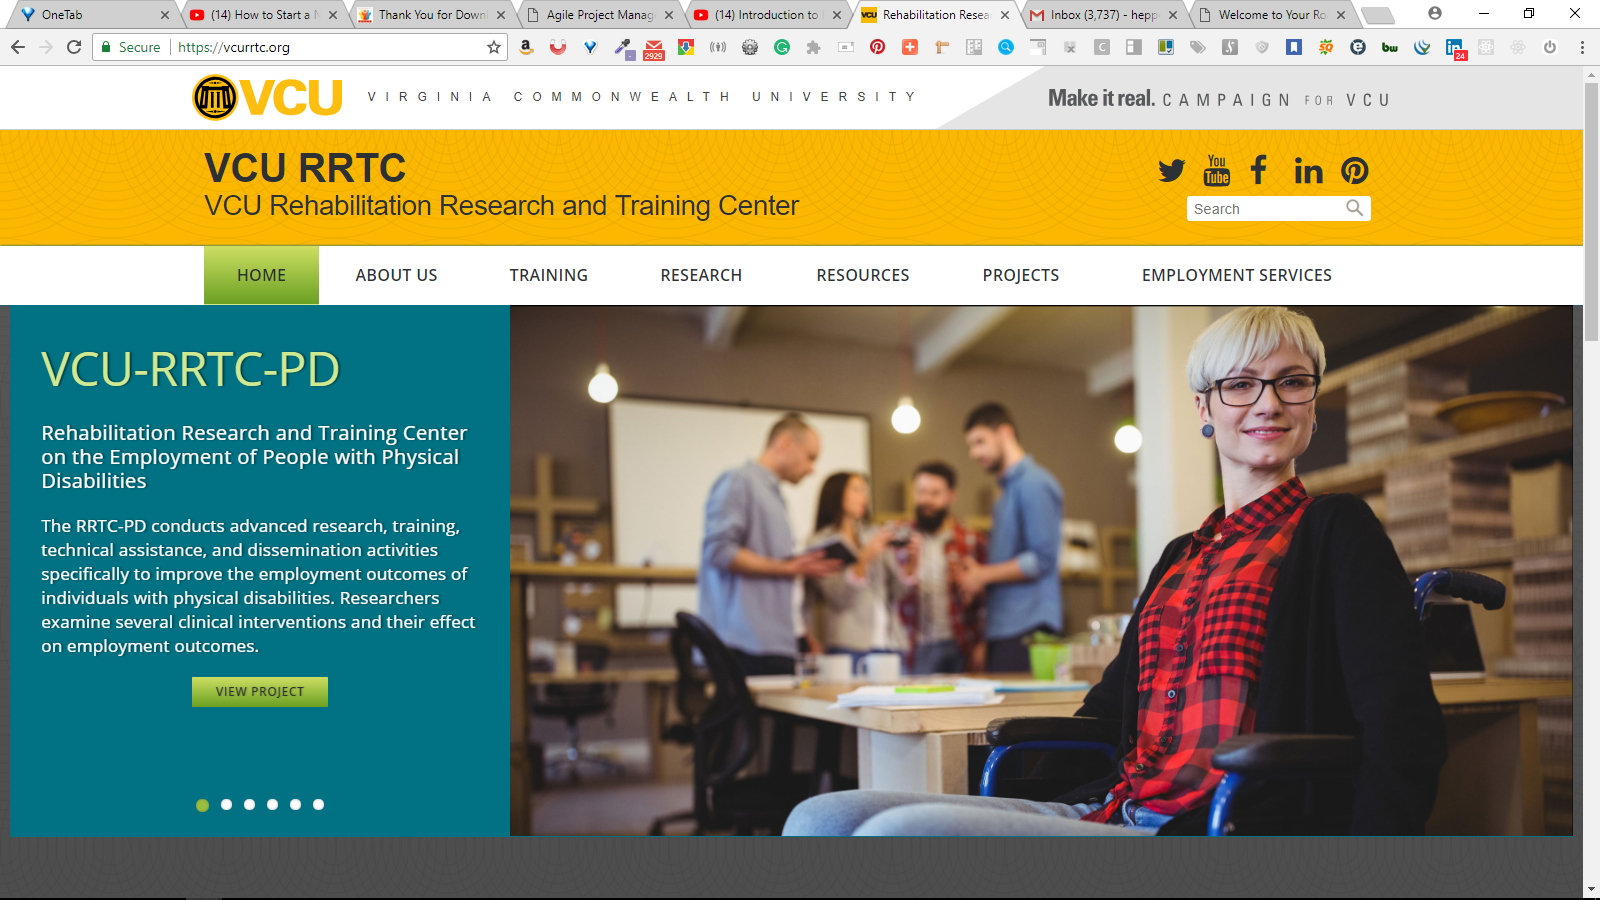 OneTab
(14) How to Start a
Thank You for Down
Agile Project Manag
(14) Introduction to
VCU
Rehabilitation Resea
Inbox (3,737) - hepp
Welcome to Your Ro
Secure
https://vcurrtc.org
2929
24
VCU VIRGINIA COMMONWEALTH UNIVERSITY
Make it real. CAMPAIGN FOR VCU
VCU RRTC
VCU Rehabilitation Research and Training Center
You Tube
Search
HOME
ABOUT US
TRAINING
RESEARCH
RESOURCES
PROJECTS
EMPLOYMENT SERVICES
VCU-RRTC-PD
Rehabilitation Research and Training Center
on the Employment of People with Physical
Disabilities
The RRTC-PD conducts advanced research, training,
technical assistance, and dissemination activities
specifically to improve the employment outcomes of
individuals with physical disabilities. Researchers
examine several clinical interventions and their effect
on employment outcomes.
VIEW PROJECT